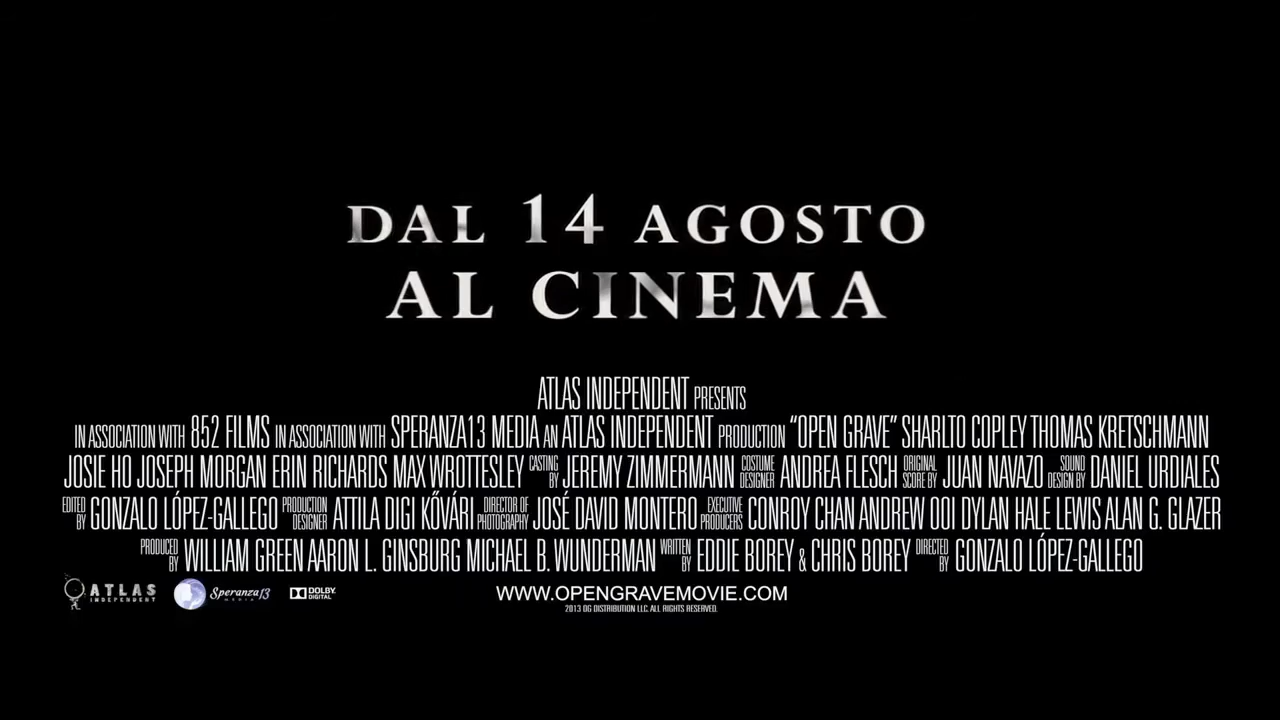 DAL 14 AGOSTO
AL CINEMA
ATLAS INDEPENDENT PRESENTS
IN ASSOCIATION WITH 852 FILMS IN ASSOCIATION WITH SPERANZA13 MEDIA AN ATLAS INDEPENDENT PRODUCTION “OPEN GRAVE” SHARLTO COPLEY THOMAS KRETSCHMANN
JOSIE HO JOSEPH MORGAN ERIN RICHARDS MAX WROTTESLEY CASTING BY JEREMY ZIMMERMANN COSTUME DESIGNER ANDREA FLESCH ORIGINAL SCORE BY JUAN NAVAZO SOUND DESIGN BY DANIEL URDIALES
EDITED BY GONZALO LÓPEZ-GALLEGO PRODUCTION DESIGNER ATTILA DIGI KŐVÁRI DIRECTOR OF PHOTOGRAPHY JOSÉ DAVID MONTERO EXECUTIVE PRODUCERS CONROY CHAN ANDREW OOI DYLAN HALE LEWIS ALAN G. GLAZER
PRODUCED BY WILLIAM GREEN AARON L. GINSBURG MICHAEL B. WUNDERMAN WRITTEN BY EDDIE BOREY & CHRIS BOREY DIRECTED BY GONZALO LÓPEZ-GALLEGO
ATLAS INDEPENDENT Speranza13 MEDIA DOLBY DIGITAL WWW.OPENGRAVEMOVIE.COM
2013 OG DISTRIBUTION LLC. ALL RIGHTS RESERVED.